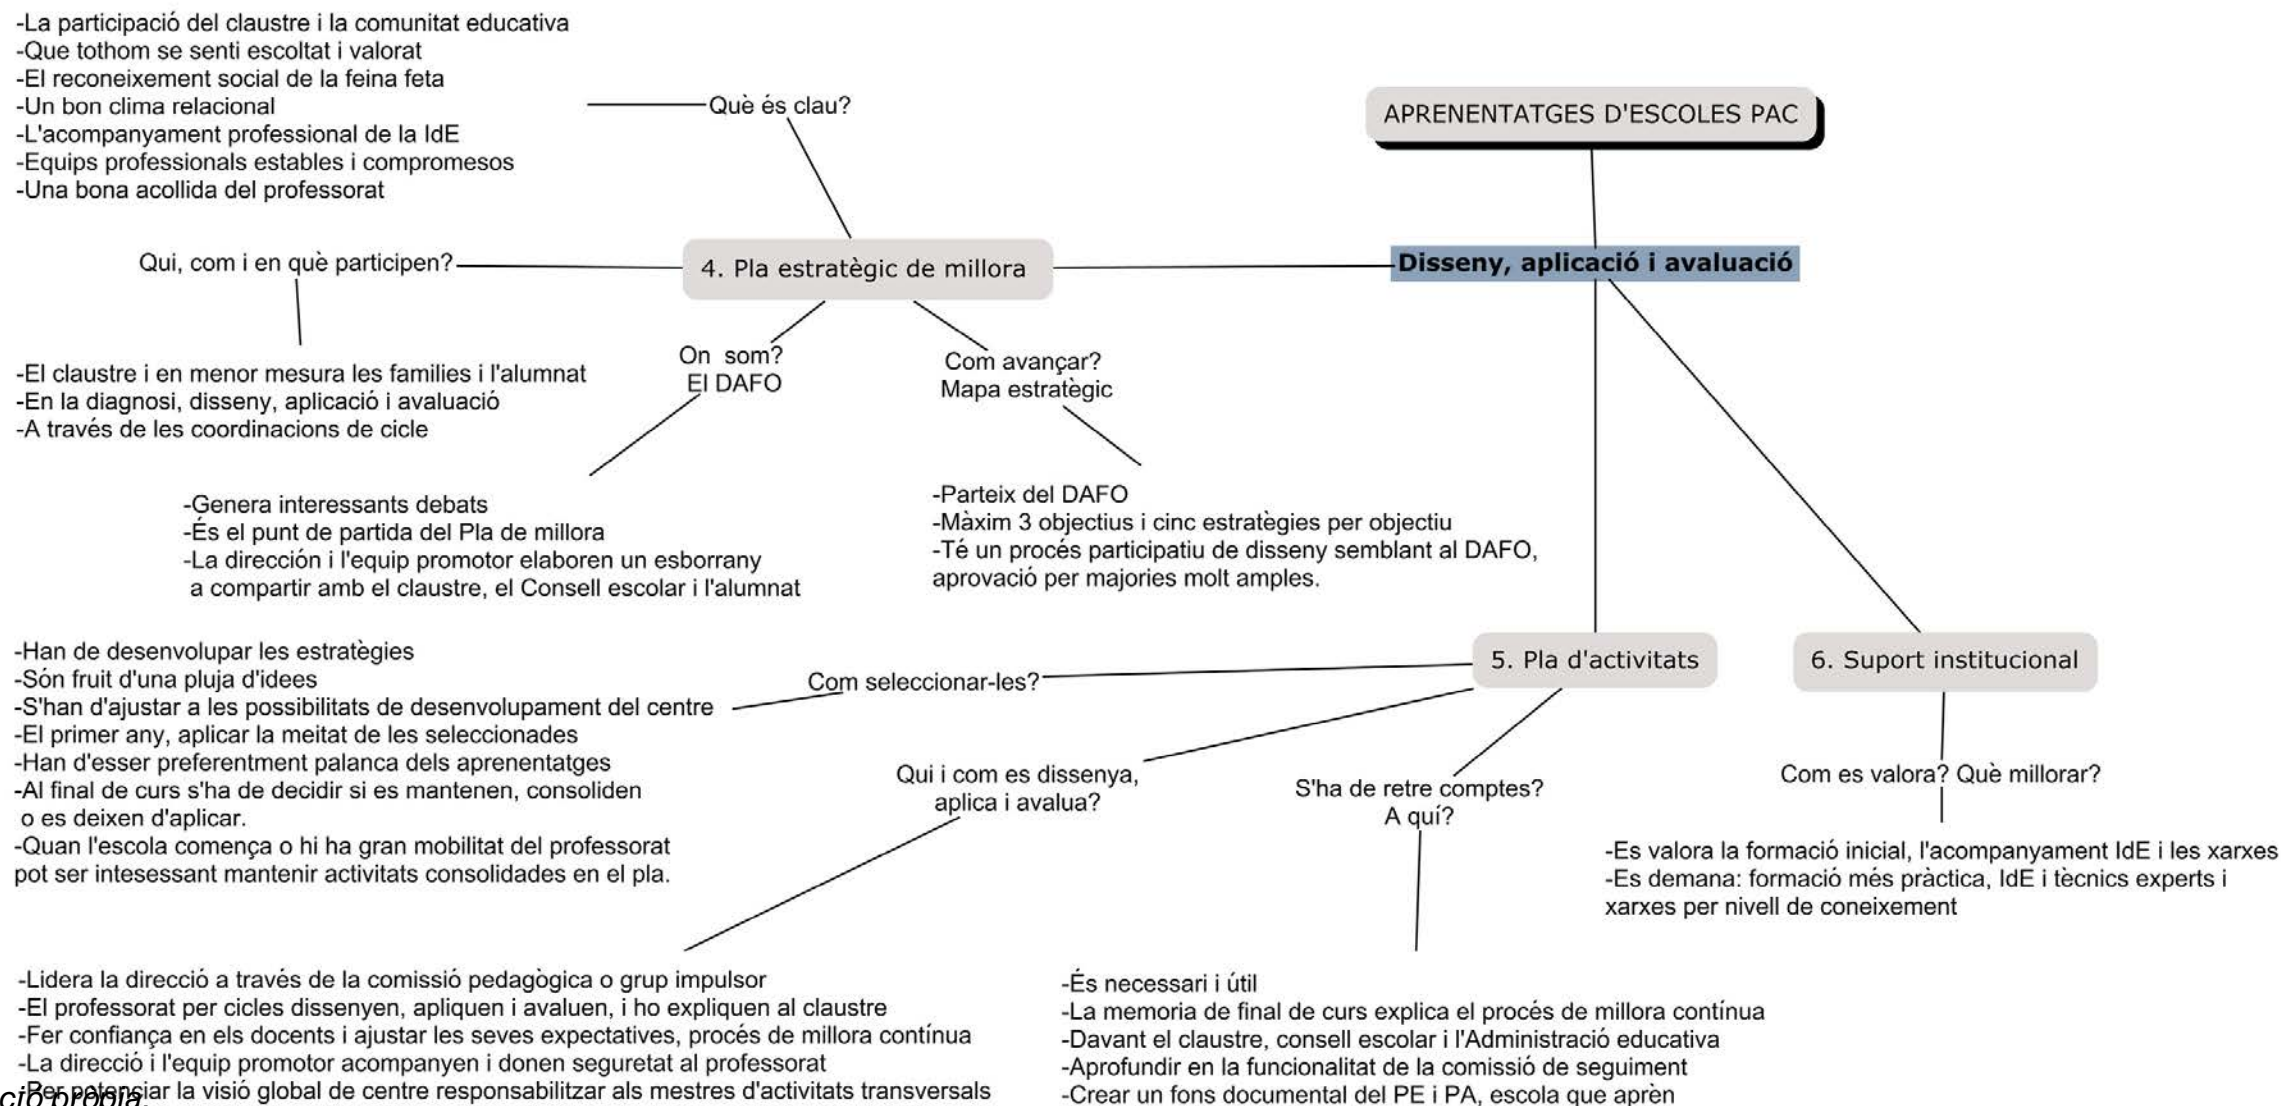 -La participació del claustre i la comunitat educativa
-Que tothom se senti escoltat i valorat
-El reconeixement social de la feina feta
-Un bon clima relacional
-L'acompanyament professional de la IdE
-Equips professionals estables i compromesos
-Una bona acollida del professorat
Què és clau?
APRENENTATGES D'ESCOLES PAC
Qui, com i en què participen?
4. Pla estratègic de millora
Disseny, aplicació i avaluació
-El claustre i en menor mesura les families i l'alumnat
-En la diagnosi, disseny, aplicació i avaluació
-A través de les coordinacions de cicle
On  som?
El DAFO
Com avançar?
Mapa estratègic
-Genera interessants debats
-És el punt de partida del Pla de millora
-La dirección i l'equip promotor elaboren un esborrany
a compartir amb el claustre, el Consell escolar i l'alumnat
-Parteix del DAFO
-Màxim 3 objectius i cinc estratègies per objectiu
-Té un procés participatiu de disseny semblant al DAFO,
aprovació per majories molt amples.
5. Pla d'activitats
6. Suport institucional
Com seleccionar-les?
-Han de desenvolupar les estratègies
-Són fruit d'una pluja d'idees
-S'han d'ajustar a les possibilitats de desenvolupament del centre
-El primer any, aplicar la meitat de les seleccionades
-Han d'esser preferentment palanca dels aprenentatges
-Al final de curs s'ha de decidir si es mantenen, consoliden
o es deixen d'aplicar.
-Quan l'escola comença o hi ha gran mobilitat del professorat
pot ser intesessant mantenir activitats consolidades en el pla.
Qui i com es dissenya,
aplica i avalua?
S'ha de retre comptes?
A quí?
Com es valora? Què millorar?
-Es valora la formació inicial, l'acompanyament IdE i les xarxes
-Es demana: formació més pràctica, IdE i tècnics experts i
xarxes per nivell de coneixement
-Lidera la direcció a través de la comissió pedagògica o grup impulsor
-El professorat per cicles dissenyen, apliquen i avaluen, i ho expliquen al claustre
-Fer confiança en els docents i ajustar les seves expectatives, procés de millora contínua
-La direcció i l'equip promotor acompanyen i donen seguretat al professorat
-Per potenciar la visió global de centre responsabilitzar als mestres d'activitats transversals
ció pròpia.
-És necessari i útil
-La memoria de final de curs explica el procés de millora contínua
-Davant el claustre, consell escolar i l'Administració educativa
-Aprofundir en la funcionalitat de la comissió de seguiment
-Crear un fons documental del PE i PA, escola que aprèn